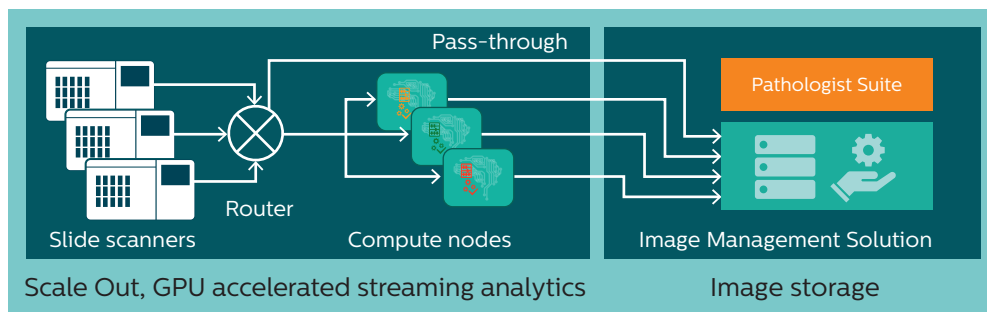 Pass-through
Pathologist Suite
Router
Slide scanners
Compute nodes
Image Management Solution
Scale Out, GPU accelerated streaming analytics
Image storage